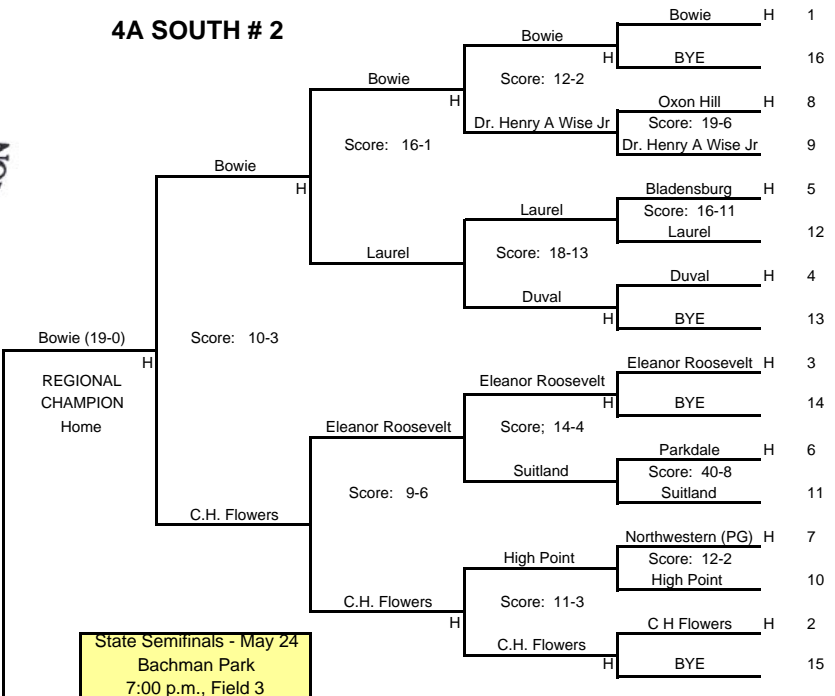 4A SOUTH # 2
Bowie H 1
Bowie
H BYE 16
Bowie Score: 12-2
H Oxon Hill H 8
Dr. Henry A Wise Jr Score: 19-6
Score: 16-1 Dr. Henry A Wise Jr 9
Bowie
H Bladensburg H 5
Laurel Score: 16-11
Laurel 12
Laurel Score: 18-13
Duval H 4
Duval
H BYE 13
Bowie (19-0) Score: 10-3
H Eleanor Roosevelt H 3
REGIONAL Eleanor Roosevelt
CHAMPION H BYE 14
Home Eleanor Roosevelt Score; 14-4
Parkdale H 6
Suitland Score: 40-8
Score: 9-6 Suitland 11
C.H. Flowers
Northwestern (PG) H 7
High Point Score: 12-2
High Point 10
C.H. Flowers Score: 11-3
H C H Flowers H 2
C.H. Flowers
H BYE 15
State Semifinals - May 24
Bachman Park
7:00 p.m., Field 3